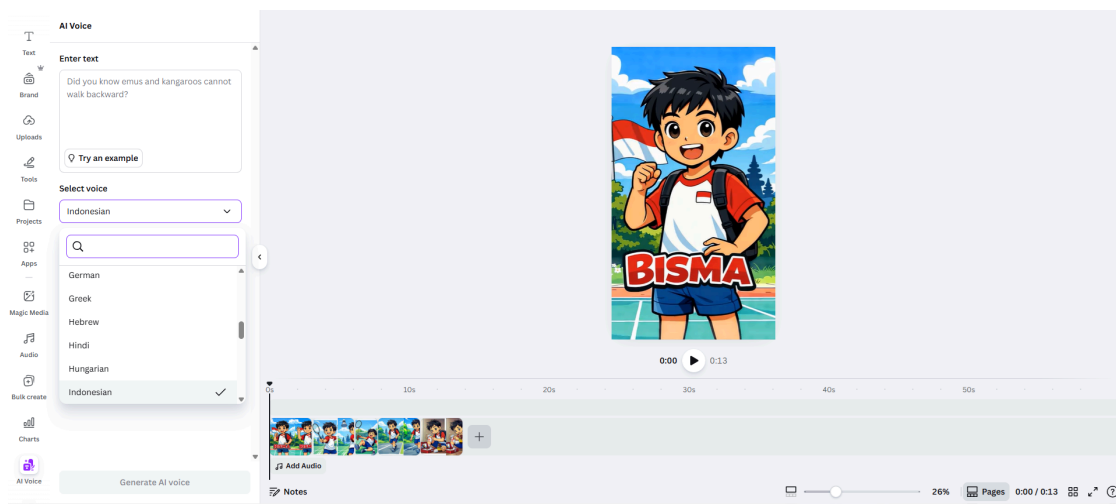 Text
Brand
Uploads
Tools
Projects
Apps
Magic Media
Audio
Bulk create
Charts
AI Voice
AI Voice
Enter text
Did you know emus and kangaroos cannot
walk backward?
Try an example
Select voice
Indonesian
German
Greek
Hebrew
Hindi
Hungarian
Indonesian
Generate AI voice
BISMA
0:00 0:13
0s 10s 20s 30s 40s 50s
Add Audio
Notes
26% Pages 0:00 / 0:13